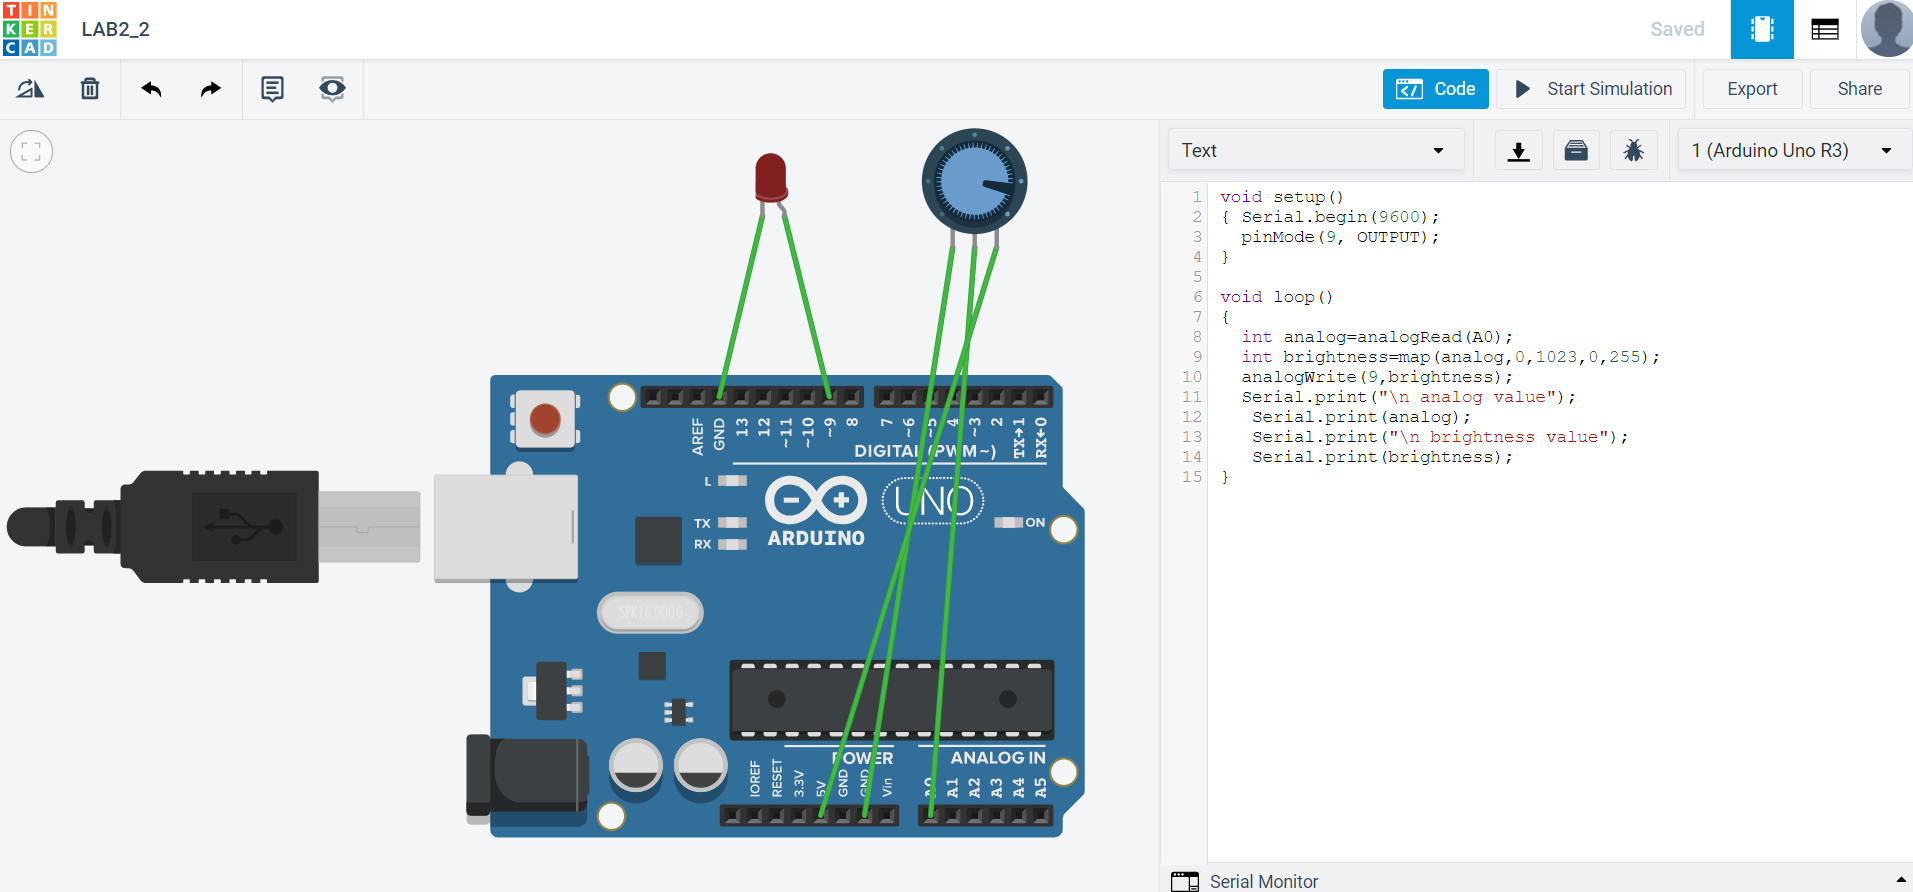 TIN
KER
CAD
LAB2_2
Saved
Code
Start Simulation
Export
Share
Text
1 (Arduino Uno R3)
1 void setup()
2 { Serial.begin(9600);
3 pinMode(9, OUTPUT);
4 }
5
6 void loop()
7 {
8 int analog=analogRead(A0);
9 int brightness=map(analog,0,1023,0,255);
10 analogWrite(9,brightness);
11 Serial.print("\n analog value");
12 Serial.print(analog);
13 Serial.print("\n brightness value");
14 Serial.print(brightness);
15 }
AREF
GND
13
12
~11
~10
~9
8
7
~6
~5
4
~3
2
TX→1
RX←0
DIGITAL (PWM~)
L
TX
RX
ARDUINO
UNO
ON
SPK16.000G
POWER
ANALOG IN
IOREF
RESET
3.3V
5V
GND
GND
Vin
A0
A1
A2
A3
A4
A5
Serial Monitor